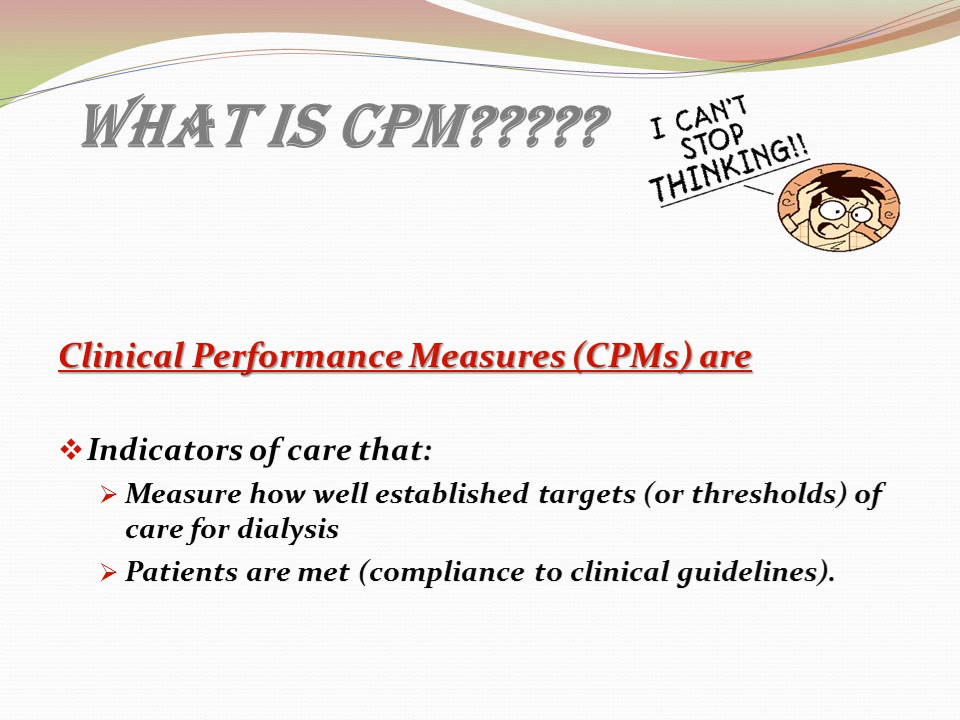 WHAT IS CPM?????
I CAN'T
STOP
THINKING!!
Clinical Performance Measures (CPMs) are
Indicators of care that:
Measure how well established targets (or thresholds) of
care for dialysis
Patients are met (compliance to clinical guidelines).